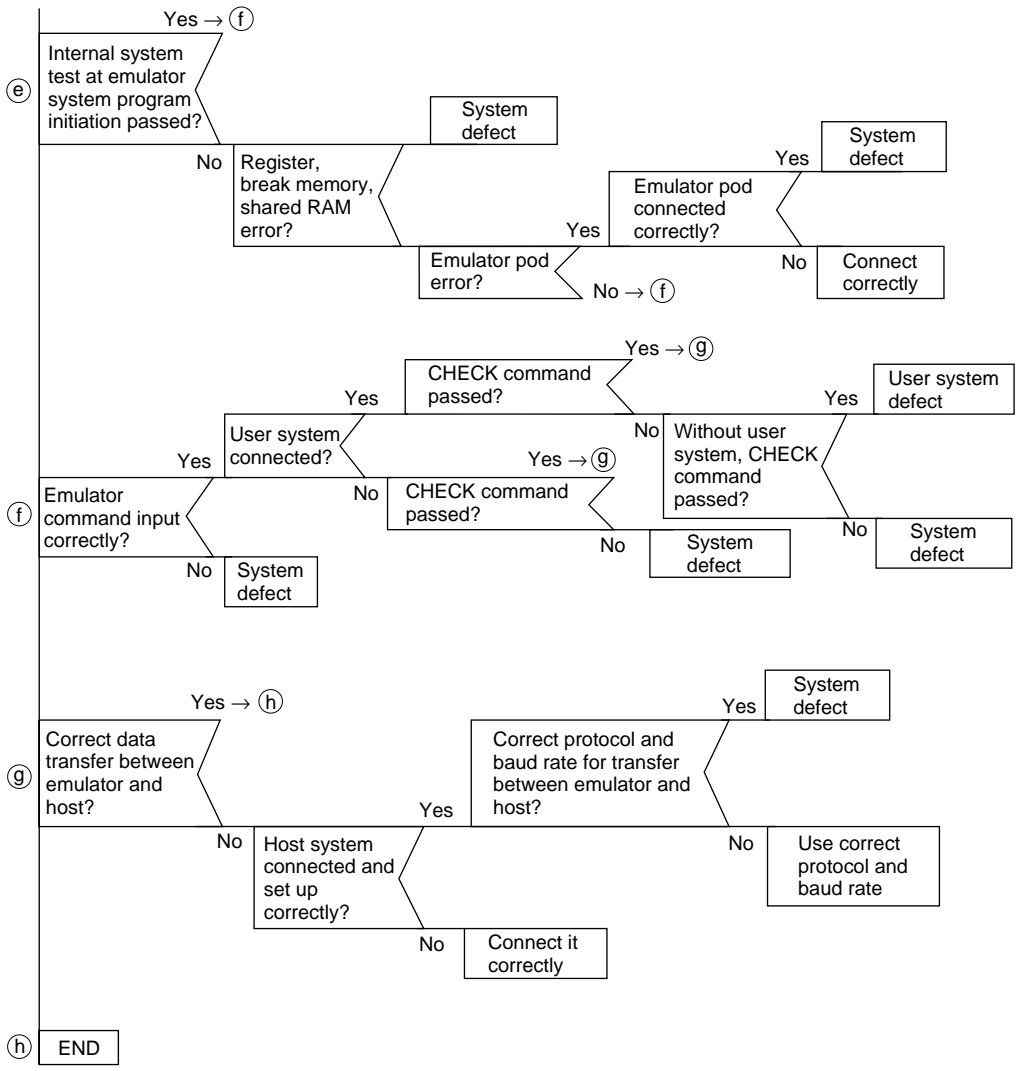 Yes → f
e
Internal system
test at emulator
system program
initiation passed?
No
Register,
break memory,
shared RAM
error?
System
defect
Emulator pod
error?
Yes
No → f
Emulator pod
connected
correctly?
Yes
System
defect
No
Connect
correctly
f
Emulator
command input
correctly?
Yes
No
System
defect
User system
connected?
Yes
No
CHECK command
passed?
Yes → g
No
Without user
system, CHECK
command
passed?
Yes
User system
defect
No
System
defect
CHECK command
passed?
Yes → g
No
System
defect
g
Correct data
transfer between
emulator and
host?
Yes → h
No
Host system
connected and
set up
correctly?
Yes
No
Connect it
correctly
Correct protocol and
baud rate for transfer
between emulator and
host?
Yes
System
defect
No
Use correct
protocol and
baud rate
h
END